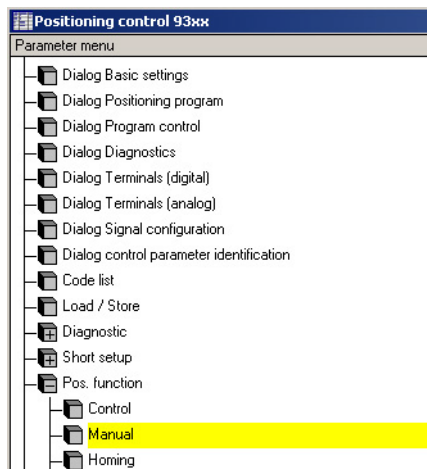 Positioning control 93xx
Parameter menu
Dialog Basic settings
Dialog Positioning program
Dialog Program control
Dialog Diagnostics
Dialog Terminals (digital)
Dialog Terminals (analog)
Dialog Signal configuration
Dialog control parameter identification
Code list
Load / Store
Diagnostic
Short setup
Pos. function
Control
Manual
Homing